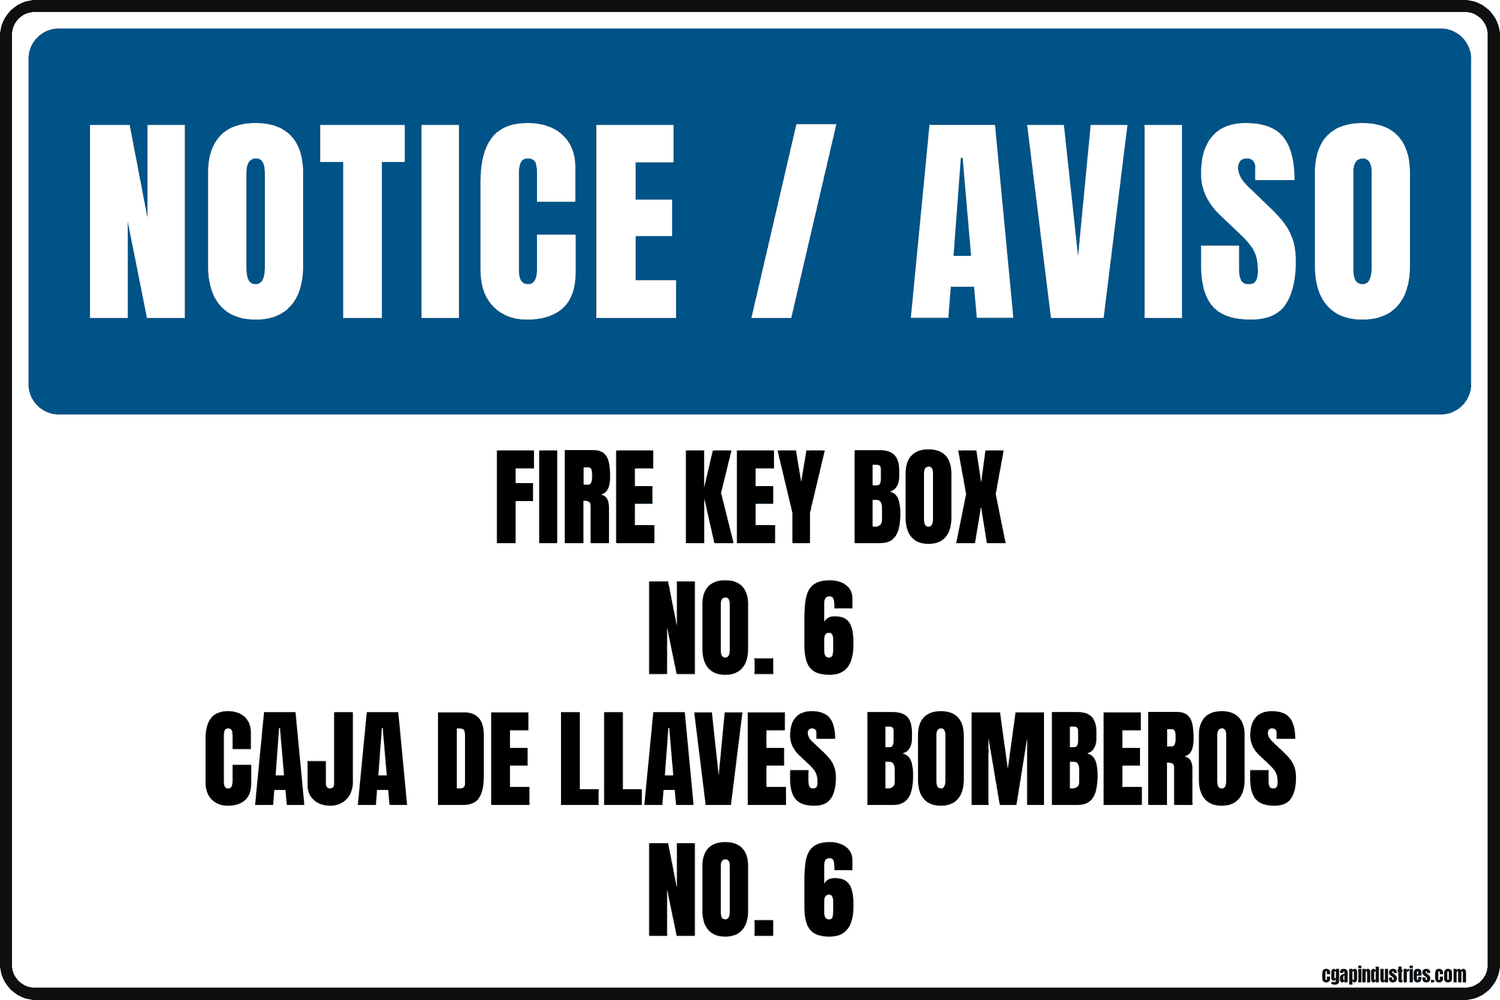 NOTICE / AVISO
FIRE KEY BOX
NO. 6
CAJA DE LLAVES BOMBEROS
NO. 6
cgapindustries.com